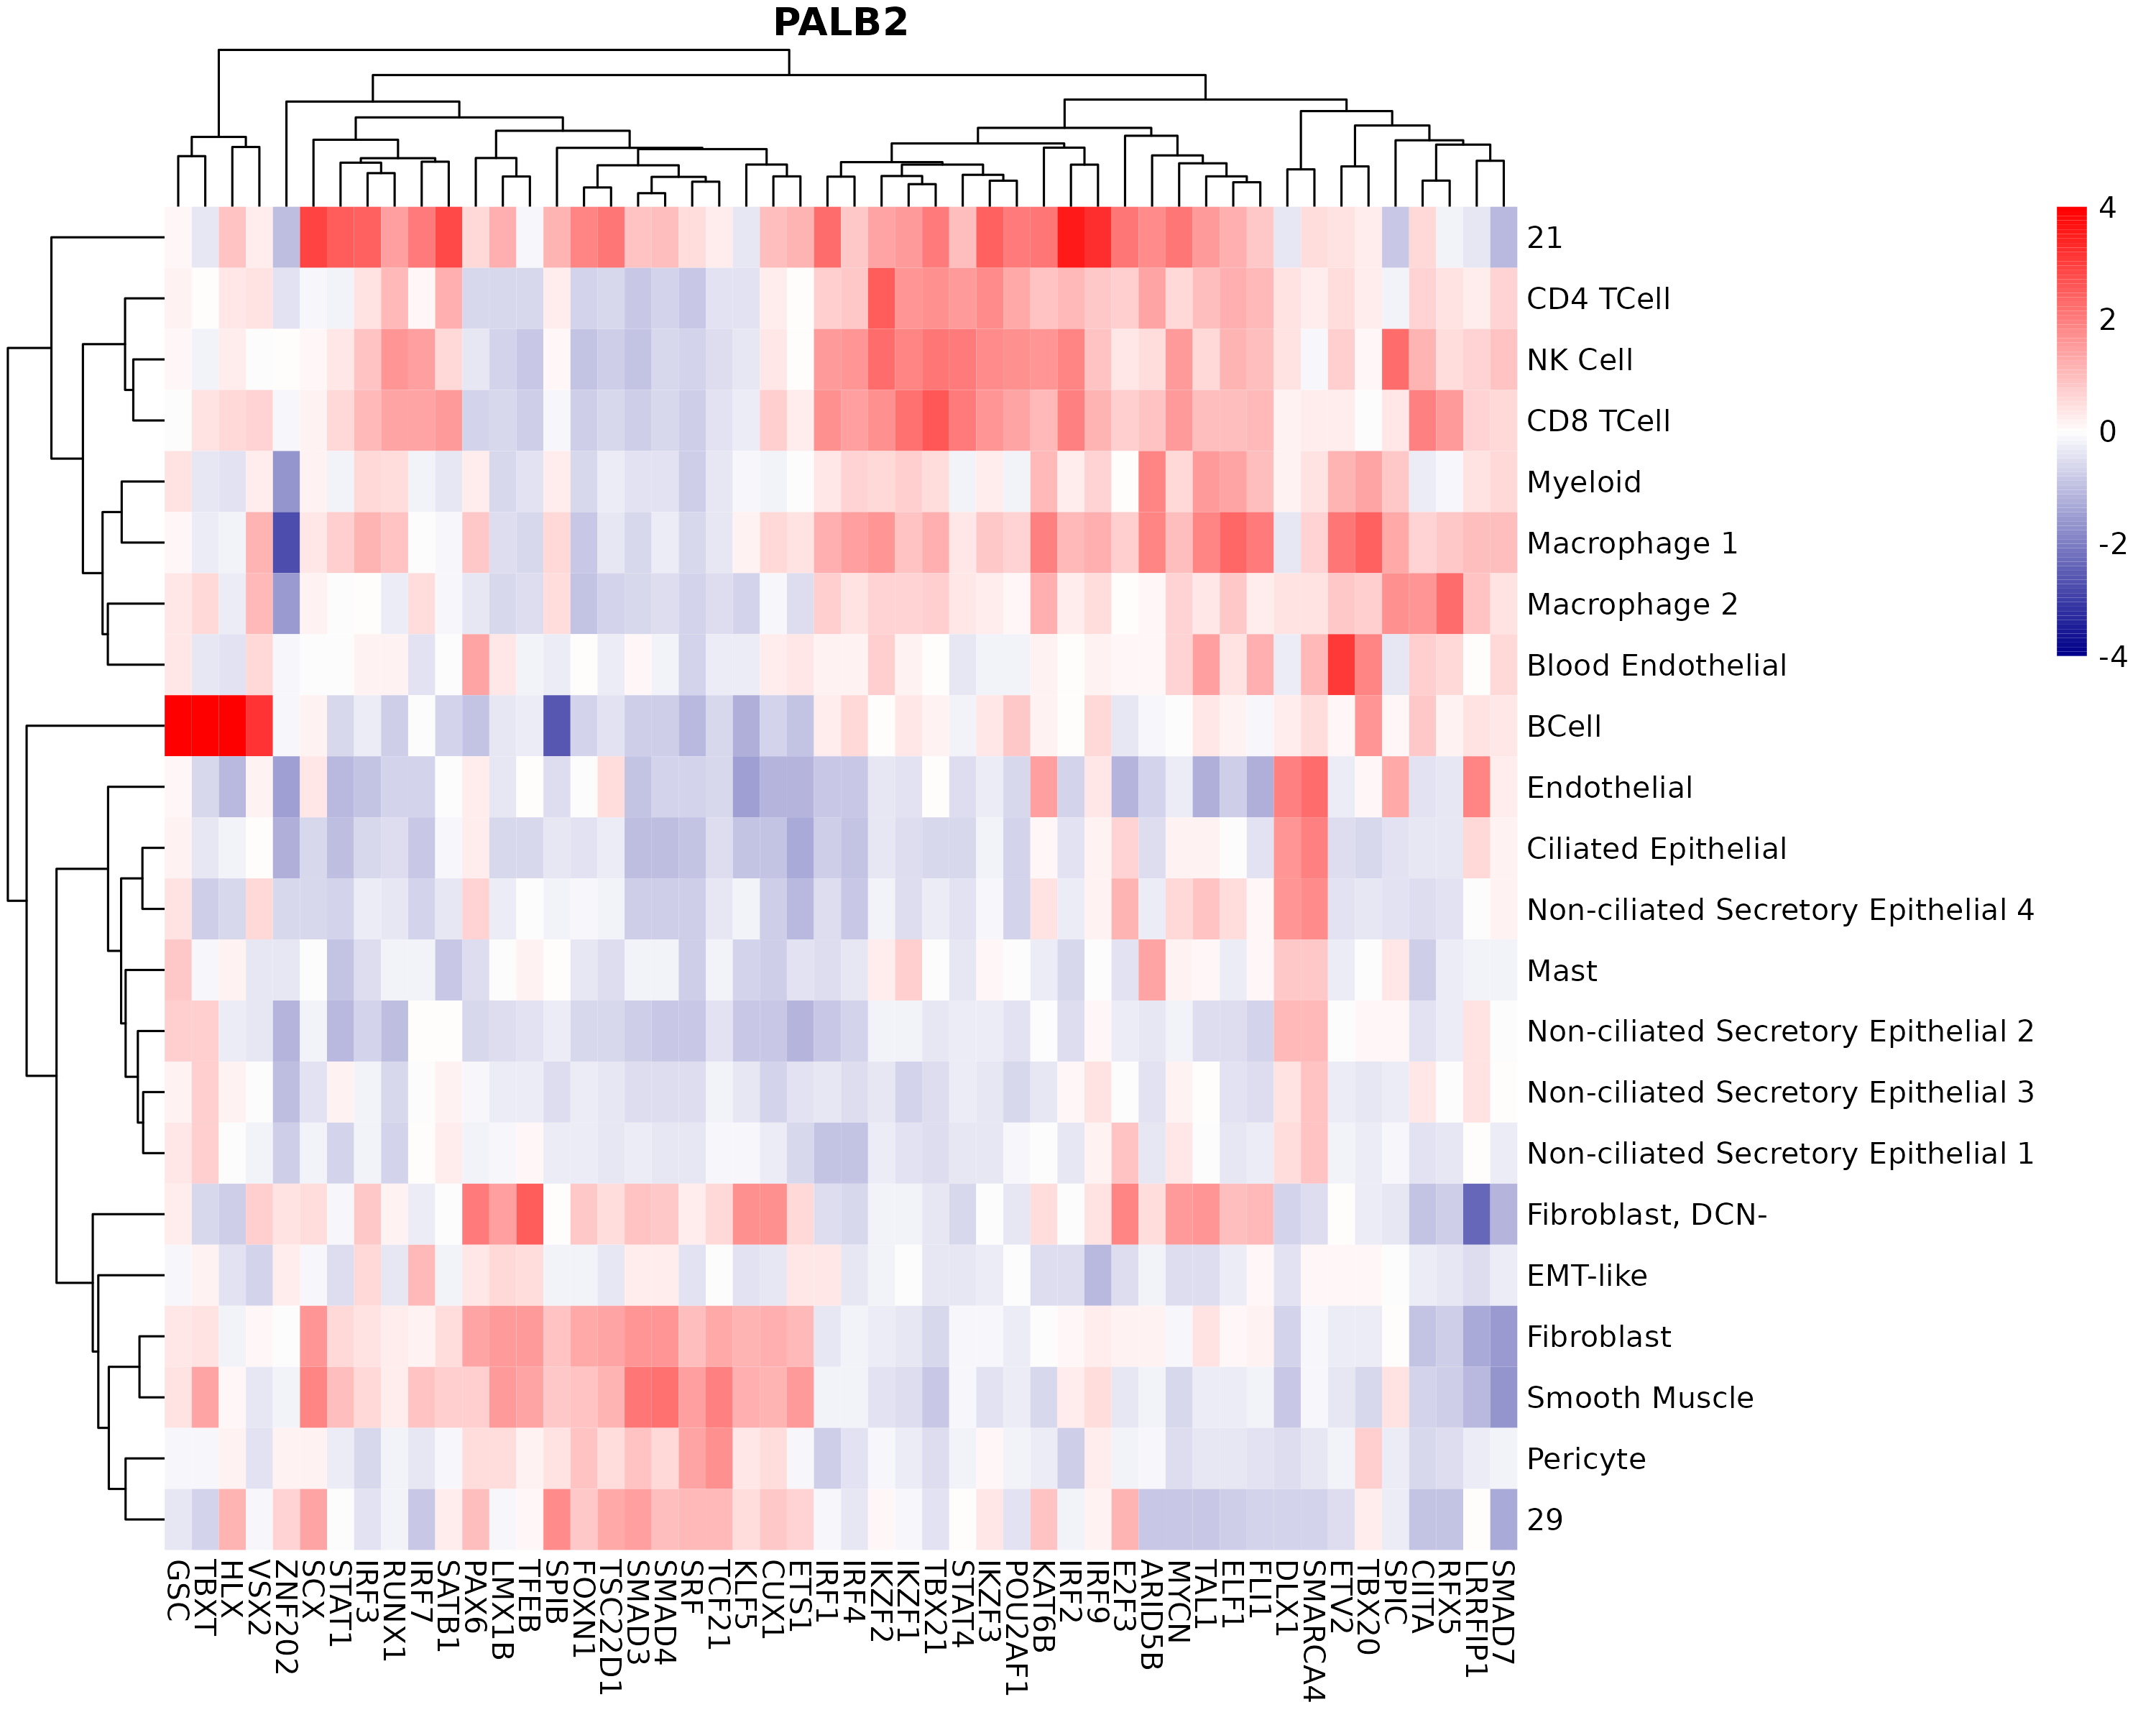 PALB2
4
2
0
-2
-4
21
CD4 TCell
NK Cell
CD8 TCell
Myeloid
Macrophage 1
Macrophage 2
Blood Endothelial
BCell
Endothelial
Ciliated Epithelial
Non-ciliated Secretory Epithelial 4
Mast
Non-ciliated Secretory Epithelial 2
Non-ciliated Secretory Epithelial 3
Non-ciliated Secretory Epithelial 1
Fibroblast, DCN-
EMT-like
Fibroblast
Smooth Muscle
Pericyte
29
GSC
TBXT
HLX
VSX2
ZNF202
SCX
STAT1
IRF3
RUNX1
IRF7
SATB1
PAX6
LMX1B
TFEB
SPIB
FOXN1
TSC22D1
SMAD3
SMAD4
SRF
TCF21
KLF5
CUX1
ETS1
IRF1
IRF4
IKZF2
IKZF1
TBX21
STAT4
IKZF3
POU2AF1
KAT6B
IRF2
IRF9
E2F3
ARID5B
MYCN
TAL1
ELF1
FLI1
DLX1
SMARCA4
ETV2
TBX20
SPIC
CIITA
RFX5
LRRFIP1
SMAD7